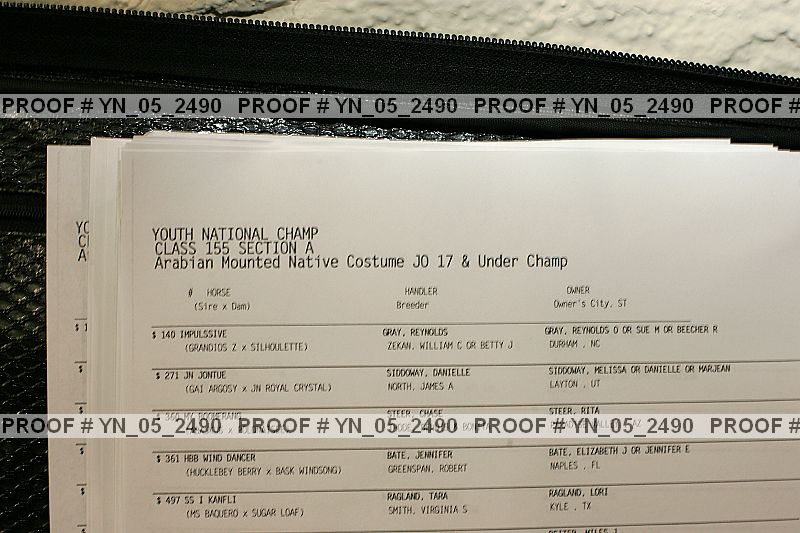 PROOF # YN_05_2490 PROOF # YN_05_2490 PROOF # YN_05_2490 PROOF #
YOUTH NATIONAL CHAMP
CLASS 155 SECTION A
Arabian Mounted Native Costume JO 17 & Under Champ
# HORSE HANDLER OWNER
(Sire x Dam) Breeder Owner's City, ST
$ 140 IMPULSSIVE GRAY, REYNOLDS GRAY, REYNOLDS O OR SUE M OR BEECHER R
(GRANDIOS Z x SILHOULETTE) ZEKAN, WILLIAM C OR BETTY J DURHAM , NC
$ 271 JN JONTUE SIDDOWAY, DANIELLE SIDDOWAY, MELISSA OR DANIELLE OR MARJEAN
(GAI ARGOSY x JN ROYAL CRYSTAL) NORTH, JAMES A LAYTON , UT
$ 360 MY BOOMERANG STEER, CHASE STEER, RITA
PROOF # YN_05_2490 PROOF # YN_05_2490 PROOF # YN_05_2490 PROOF #
$ 361 HBB WIND DANCER BATE, JENNIFER BATE, ELIZABETH J OR JENNIFER E
(HUCKLEBEY BERRY x BASK WINDSONG) GREENSPAN, ROBERT NAPLES , FL
$ 497 SS I KANFLI RAGLAND, TARA RAGLAND, LORI
(MS BAQUERO x SUGAR LOAF) SMITH, VIRGINIA S KYLE , TX